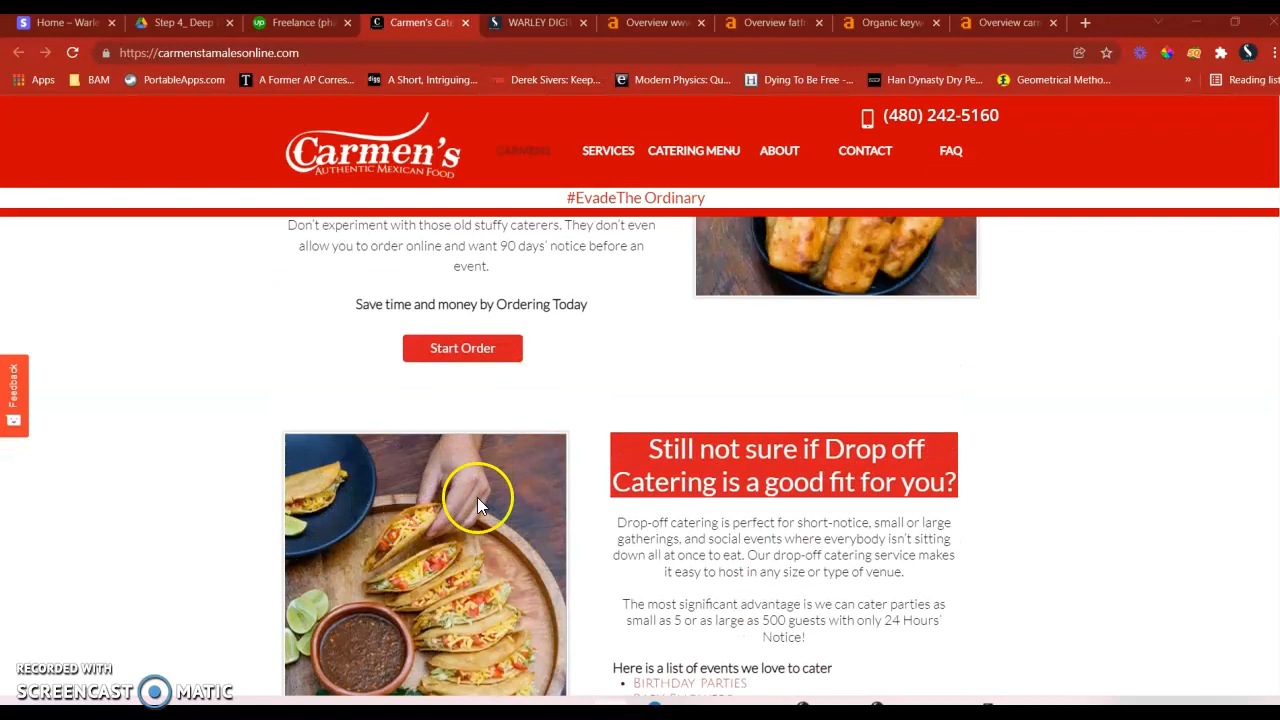 Home – Warle
Step 4_ Deep
Freelance (ph
Carmen's Cate
WARLEY DIGI
Overview www
Overview fatfr
Organic keyw
Overview carm
https://carmenstamalesonline.com
Apps
BAM
PortableApps.com
A Former AP Corres...
A Short, Intriguing...
Derek Sivers: Keep...
Modern Physics: Qu...
Dying To Be Free -...
Han Dynasty Dry Pe...
Geometrical Metho...
»
Reading list
(480) 242-5160
Carmen's
AUTHENTIC MEXICAN FOOD
CARMENS
SERVICES
CATERING MENU
ABOUT
CONTACT
FAQ
#EvadeThe Ordinary
Don't experiment with those old stuffy caterers. They don't even
allow you to order online and want 90 days' notice before an
event.
Save time and money by Ordering Today
Start Order
Feedback
Still not sure if Drop off
Catering is a good fit for you?
Drop-off catering is perfect for short-notice, small or large
gatherings, and social events where everybody isn't sitting
down all at once to eat. Our drop-off catering service makes
it easy to host in any size or type of venue.
The most significant advantage is we can cater parties as
small as 5 or as large as 500 guests with only 24 Hours'
Notice!
Here is a list of events we love to cater
• BIRTHDAY PARTIES
RECORDED WITH
SCREENCAST MATIC